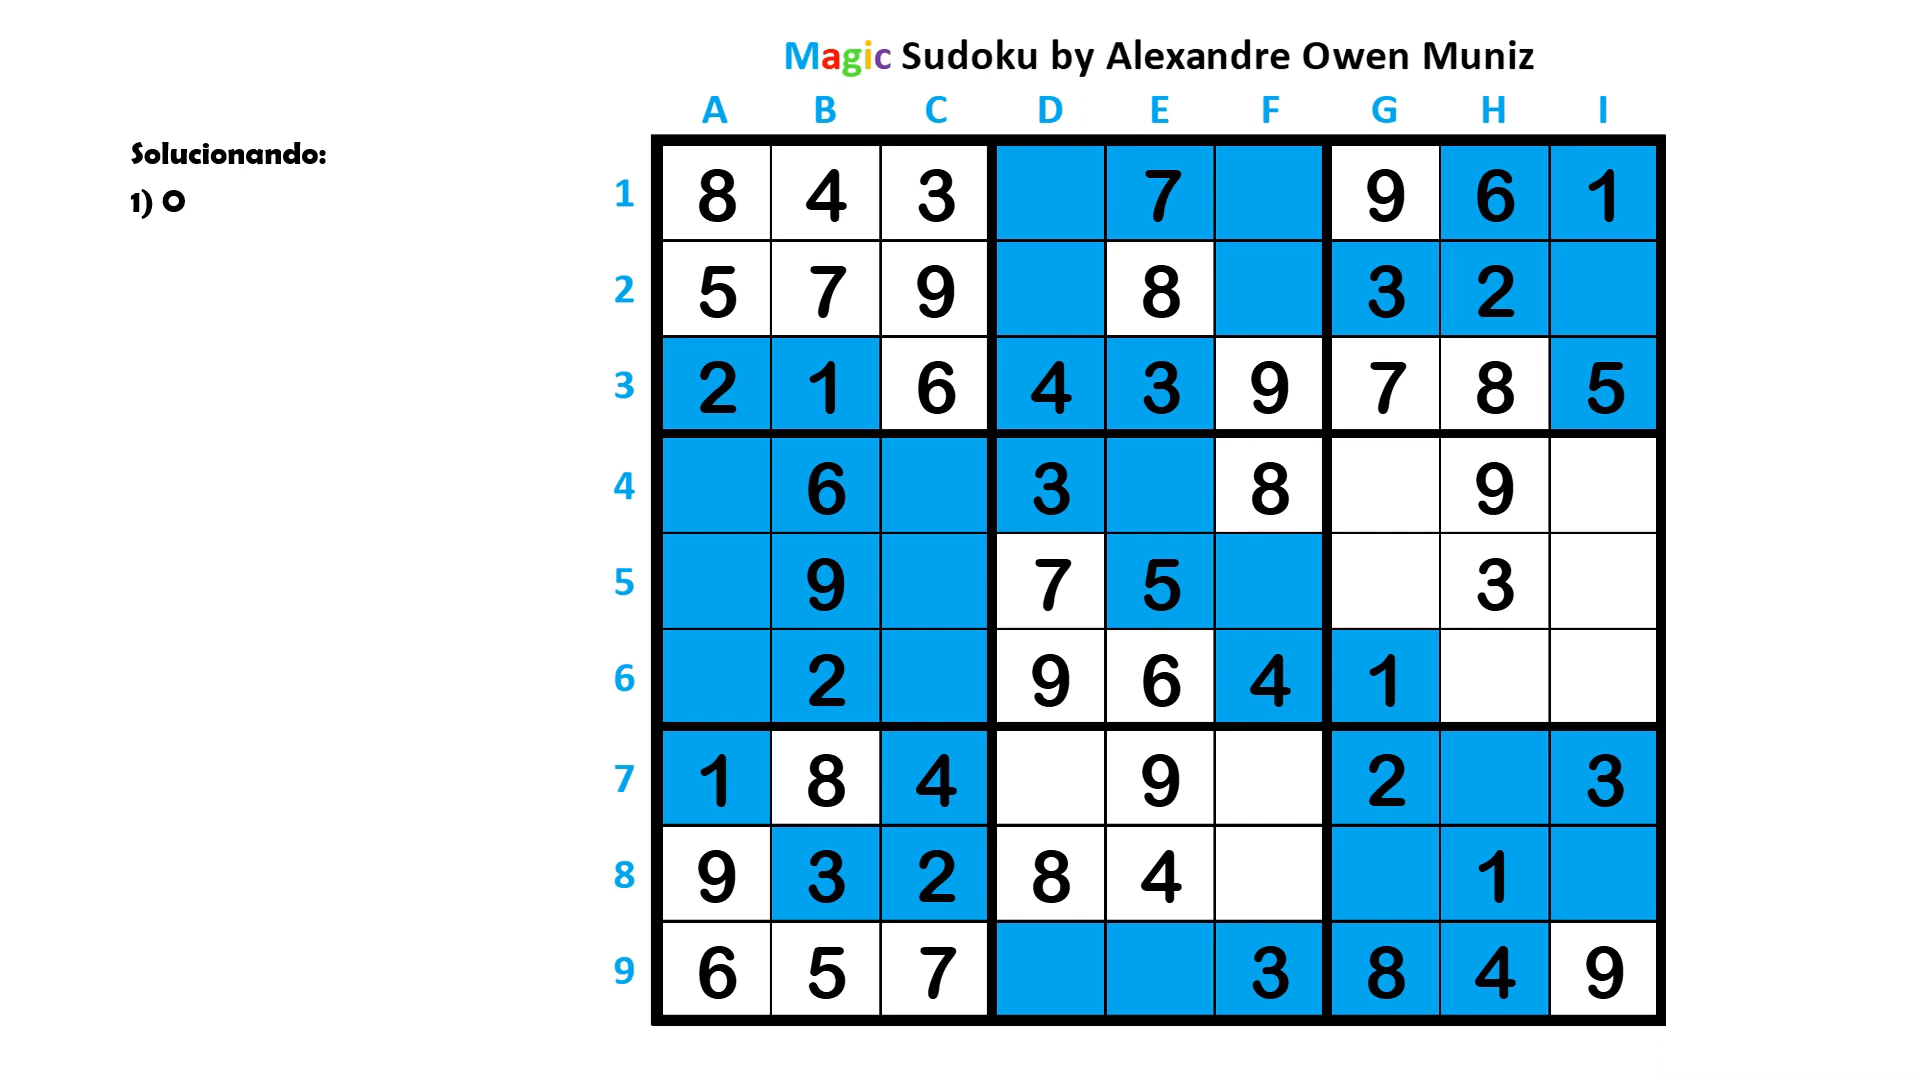 Magic Sudoku by Alexandre Owen Muniz
Solucionando:
1) O
A B C D E F G H I
1 8 4 3 7 9 6 1
2 5 7 9 8 3 2
3 2 1 6 4 3 9 7 8 5
4 6 3 8 9
5 9 7 5 3
6 2 9 6 4 1
7 1 8 4 9 2 3
8 9 3 2 8 4 1
9 6 5 7 3 8 4 9